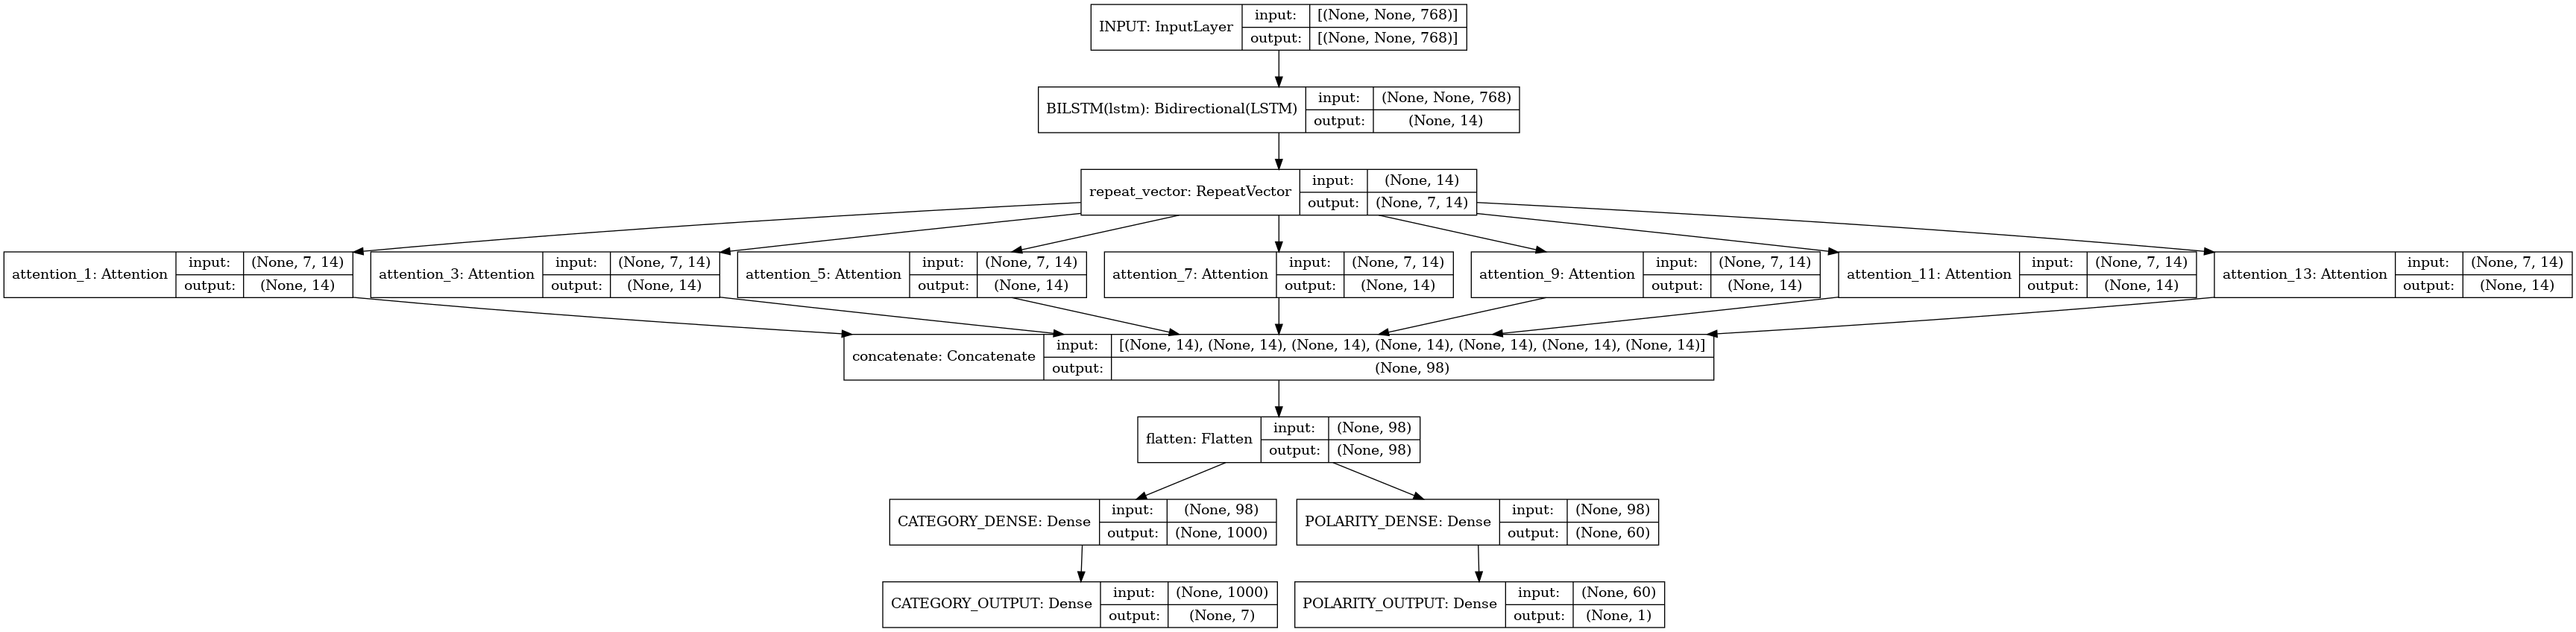 INPUT: InputLayer
input: [(None, None, 768)]
output: [(None, None, 768)]
BILSTM(lstm): Bidirectional(LSTM)
input: (None, None, 768)
output: (None, 14)
repeat_vector: RepeatVector
input: (None, 14)
output: (None, 7, 14)
attention_1: Attention
input: (None, 7, 14)
output: (None, 14)
attention_3: Attention
input: (None, 7, 14)
output: (None, 14)
attention_5: Attention
input: (None, 7, 14)
output: (None, 14)
attention_7: Attention
input: (None, 7, 14)
output: (None, 14)
attention_9: Attention
input: (None, 7, 14)
output: (None, 14)
attention_11: Attention
input: (None, 7, 14)
output: (None, 14)
attention_13: Attention
input: (None, 7, 14)
output: (None, 14)
concatenate: Concatenate
input: [(None, 14), (None, 14), (None, 14), (None, 14), (None, 14), (None, 14), (None, 14)]
output: (None, 98)
flatten: Flatten
input: (None, 98)
output: (None, 98)
CATEGORY_DENSE: Dense
input: (None, 98)
output: (None, 1000)
POLARITY_DENSE: Dense
input: (None, 98)
output: (None, 60)
CATEGORY_OUTPUT: Dense
input: (None, 1000)
output: (None, 7)
POLARITY_OUTPUT: Dense
input: (None, 60)
output: (None, 1)